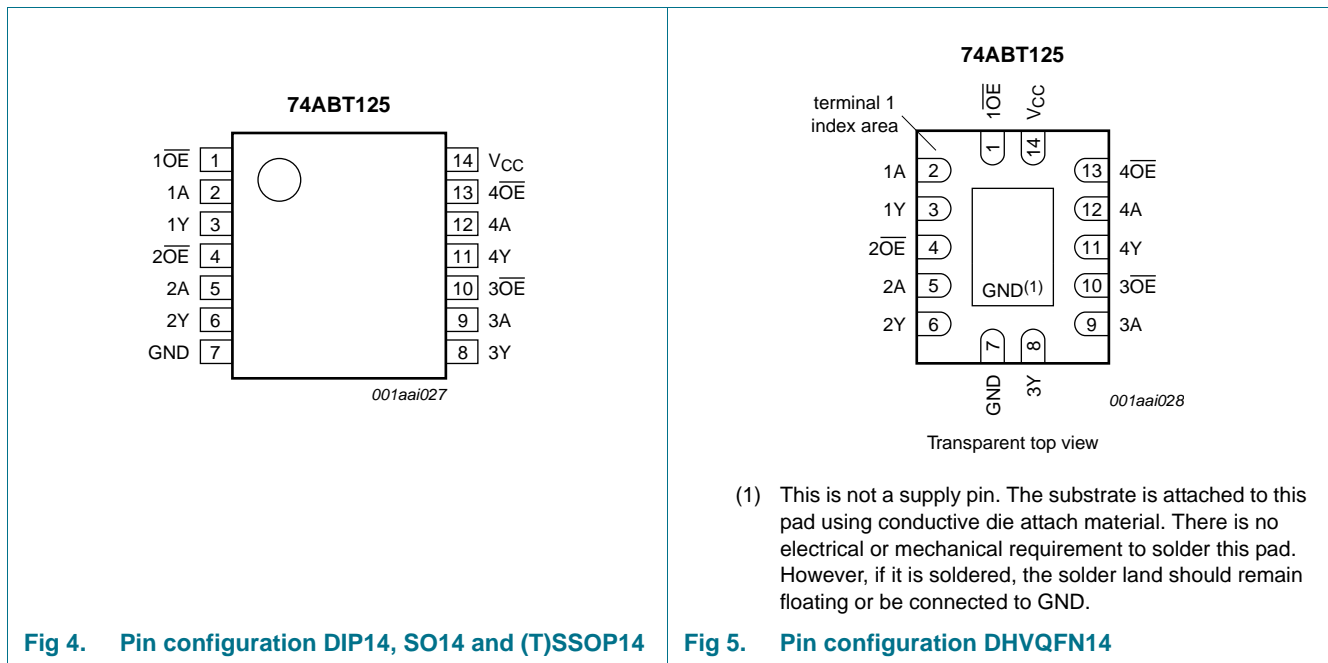 74ABT125
1OE 1
1A 2
1Y 3
2OE 4
2A 5
2Y 6
GND 7
14 VCC
13 4OE
12 4A
11 4Y
10 3OE
9 3A
8 3Y
001aai027
Fig 4. Pin configuration DIP14, SO14 and (T)SSOP14
74ABT125
terminal 1
index area
1OE
VCC
1
14
1A 2
1Y 3
2OE 4
2A 5
2Y 6
13 4OE
12 4A
11 4Y
10 3OE
9 3A
GND(1)
7
8
GND
3Y
001aai028
Transparent top view
(1) This is not a supply pin. The substrate is attached to this
pad using conductive die attach material. There is no
electrical or mechanical requirement to solder this pad.
However, if it is soldered, the solder land should remain
floating or be connected to GND.
Fig 5. Pin configuration DHVQFN14